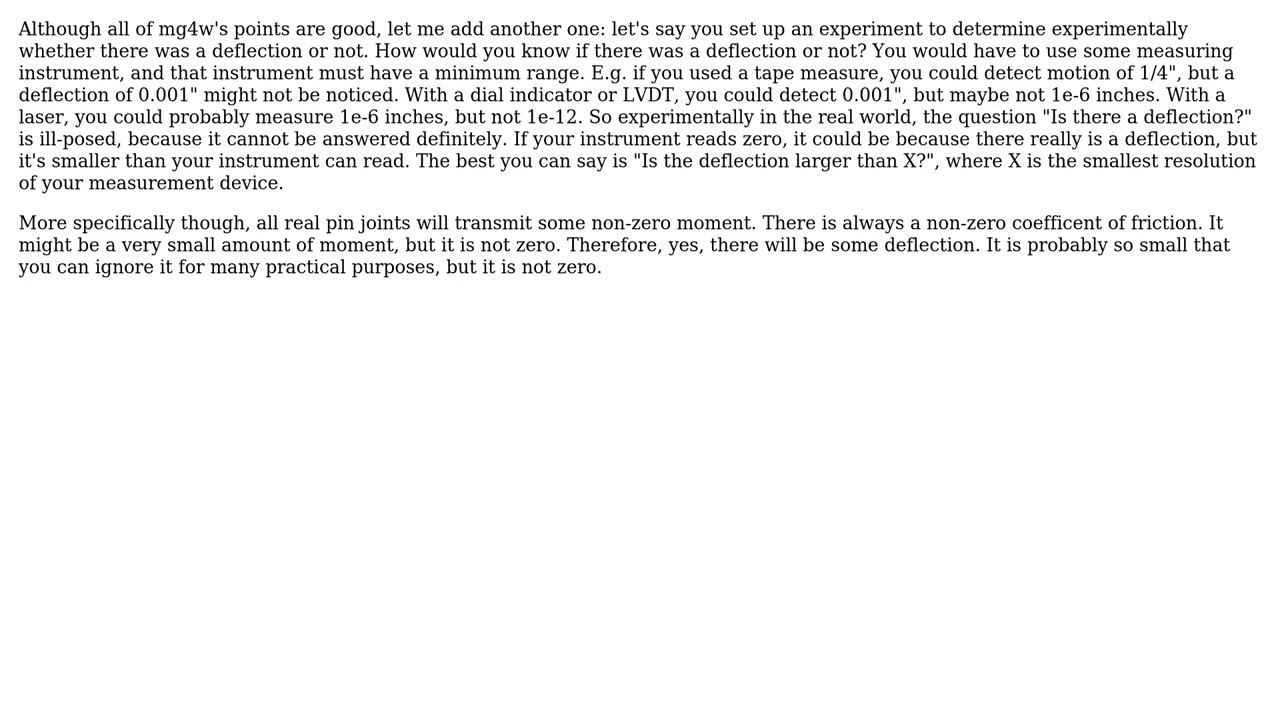 Although all of mg4w's points are good, let me add another one: let's say you set up an experiment to determine experimentally
whether there was a deflection or not. How would you know if there was a deflection or not? You would have to use some measuring
instrument, and that instrument must have a minimum range. E.g. if you used a tape measure, you could detect motion of 1/4", but a
deflection of 0.001" might not be noticed. With a dial indicator or LVDT, you could detect 0.001", but maybe not 1e-6 inches. With a
laser, you could probably measure 1e-6 inches, but not 1e-12. So experimentally in the real world, the question "Is there a deflection?"
is ill-posed, because it cannot be answered definitely. If your instrument reads zero, it could be because there really is a deflection, but
it's smaller than your instrument can read. The best you can say is "Is the deflection larger than X?", where X is the smallest resolution
of your measurement device.
More specifically though, all real pin joints will transmit some non-zero moment. There is always a non-zero coefficent of friction. It
might be a very small amount of moment, but it is not zero. Therefore, yes, there will be some deflection. It is probably so small that
you can ignore it for many practical purposes, but it is not zero.